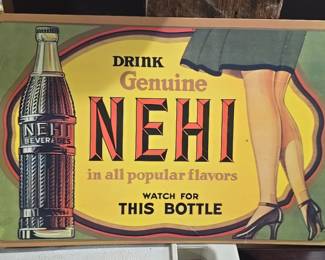 DRINK
Genuine
NEHI
in all popular flavors
WATCH FOR
THIS BOTTLE
NEHI
BEVERAGES